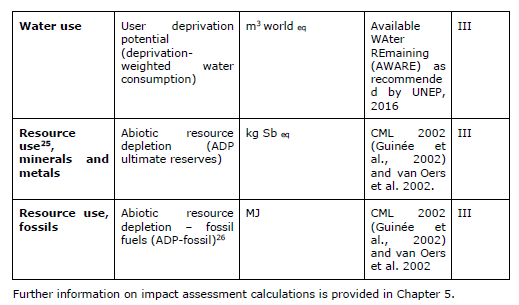 Water use
User deprivation
potential
(deprivation-
weighted water
consumption)
m³ world eq
Available
WAter
REmaining
(AWARE) as
recommende
d by UNEP,
2016
III
Resource
use²⁵,
minerals and
metals
Abiotic resource
depletion (ADP
ultimate reserves)
kg Sb eq
CML 2002
(Guinée et
al., 2002)
and van Oers
et al. 2002.
III
Resource use,
fossils
Abiotic resource
depletion – fossil
fuels (ADP-fossil)²⁶
MJ
CML 2002
(Guinée et
al., 2002)
and van Oers
et al. 2002
III
Further information on impact assessment calculations is provided in Chapter 5.